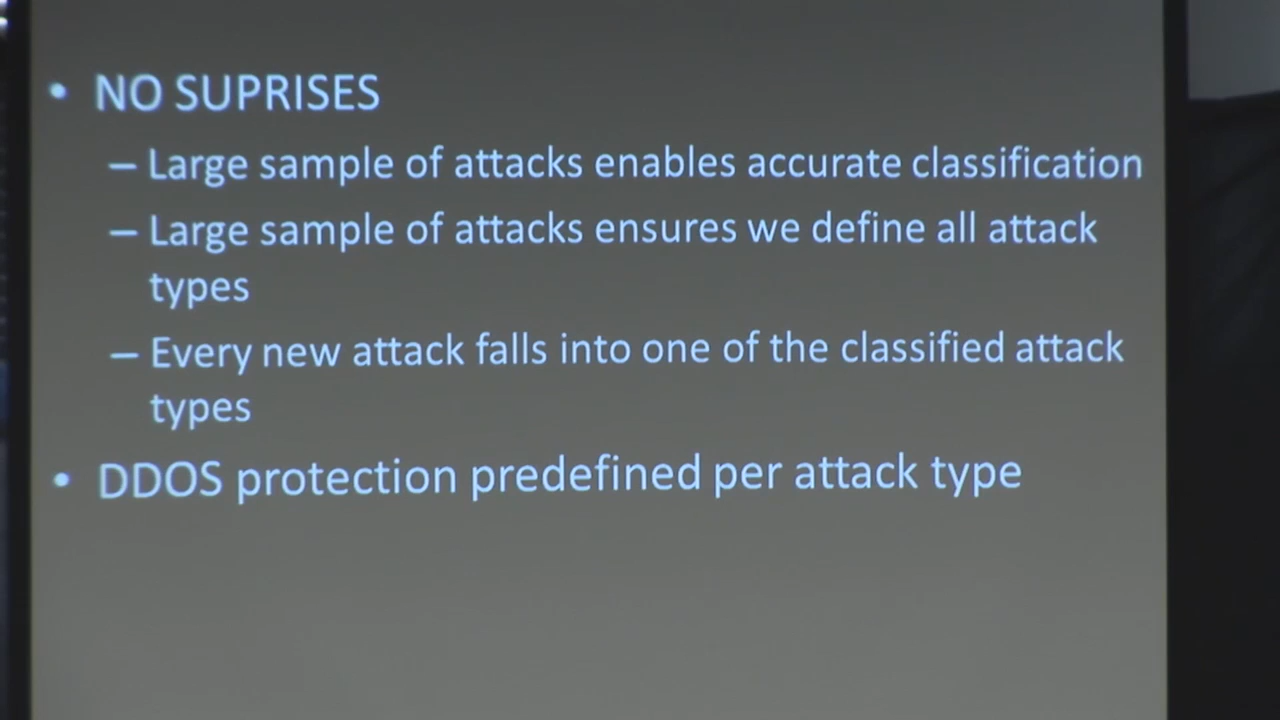 • NO SUPRISES
– Large sample of attacks enables accurate classification
– Large sample of attacks ensures we define all attack
types
– Every new attack falls into one of the classified attack
types
• DDOS protection predefined per attack type